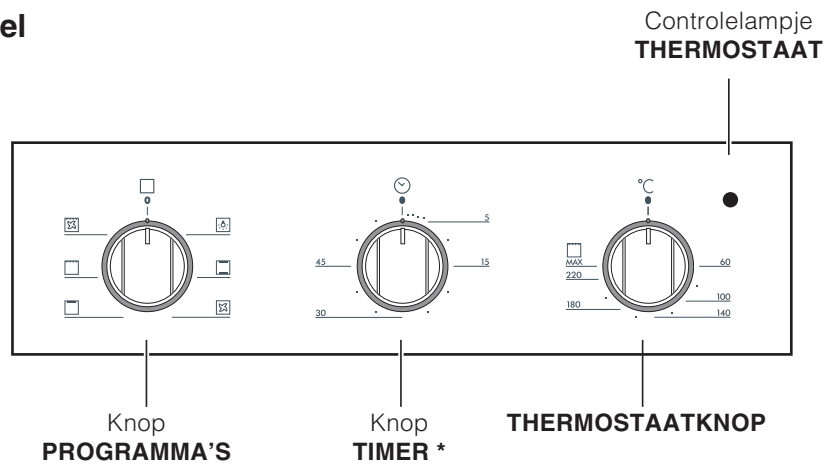 el
Controlelampje
THERMOSTAAT
0
5
15
30
45
°C
60
100
140
180
220
MAX
Knop
PROGRAMMA'S
Knop
TIMER *
THERMOSTAATKNOP